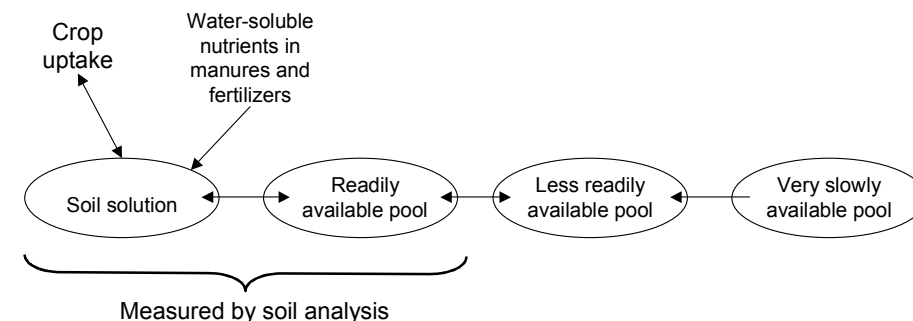 Crop
uptake
Water-soluble
nutrients in
manures and
fertilizers
Soil solution
Readily
available pool
Less readily
available pool
Very slowly
available pool
Measured by soil analysis